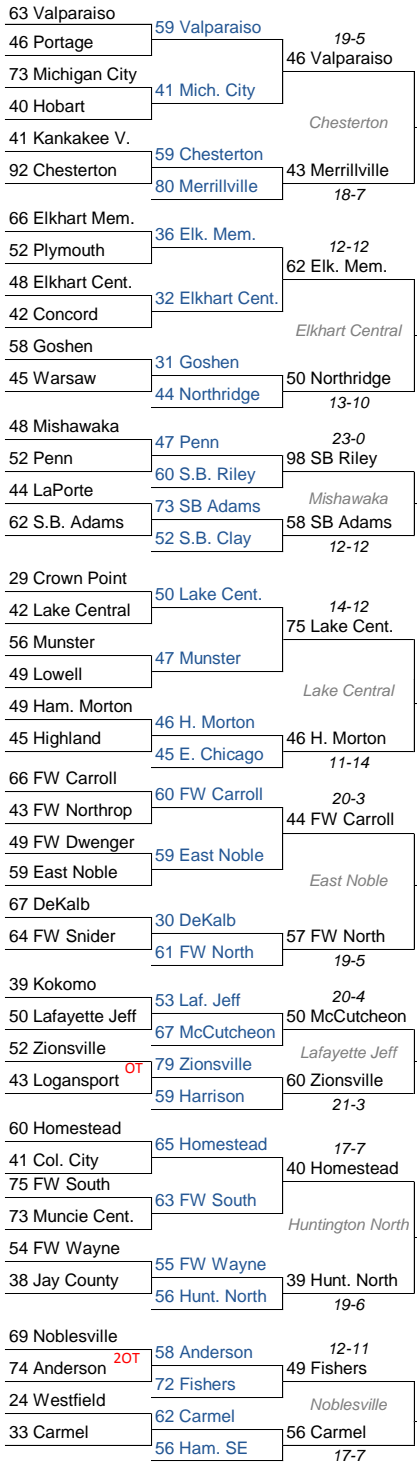 63 Valparaiso
46 Portage
59 Valparaiso
73 Michigan City
40 Hobart
41 Mich. City
41 Kankakee V.
92 Chesterton
59 Chesterton
80 Merrillville
19-5
46 Valparaiso
Chesterton
43 Merrillville
18-7
66 Elkhart Mem.
52 Plymouth
36 Elk. Mem.
48 Elkhart Cent.
42 Concord
32 Elkhart Cent.
58 Goshen
45 Warsaw
31 Goshen
44 Northridge
12-12
62 Elk. Mem.
Elkhart Central
50 Northridge
13-10
48 Mishawaka
52 Penn
47 Penn
60 S.B. Riley
44 LaPorte
62 S.B. Adams
73 SB Adams
52 S.B. Clay
23-0
98 SB Riley
Mishawaka
58 SB Adams
12-12
29 Crown Point
42 Lake Central
50 Lake Cent.
56 Munster
49 Lowell
47 Munster
49 Ham. Morton
45 Highland
46 H. Morton
45 E. Chicago
14-12
75 Lake Cent.
Lake Central
46 H. Morton
11-14
66 FW Carroll
43 FW Northrop
60 FW Carroll
49 FW Dwenger
59 East Noble
59 East Noble
67 DeKalb
64 FW Snider
30 DeKalb
61 FW North
20-3
44 FW Carroll
East Noble
57 FW North
19-5
39 Kokomo
50 Lafayette Jeff
53 Laf. Jeff
67 McCutcheon
52 Zionsville
43 Logansport OT
79 Zionsville
59 Harrison
20-4
50 McCutcheon
Lafayette Jeff
60 Zionsville
21-3
60 Homestead
41 Col. City
65 Homestead
75 FW South
73 Muncie Cent.
63 FW South
54 FW Wayne
38 Jay County
55 FW Wayne
56 Hunt. North
17-7
40 Homestead
Huntington North
39 Hunt. North
19-6
69 Noblesville
74 Anderson 2OT
58 Anderson
72 Fishers
24 Westfield
33 Carmel
62 Carmel
56 Ham. SE
12-11
49 Fishers
Noblesville
56 Carmel
17-7